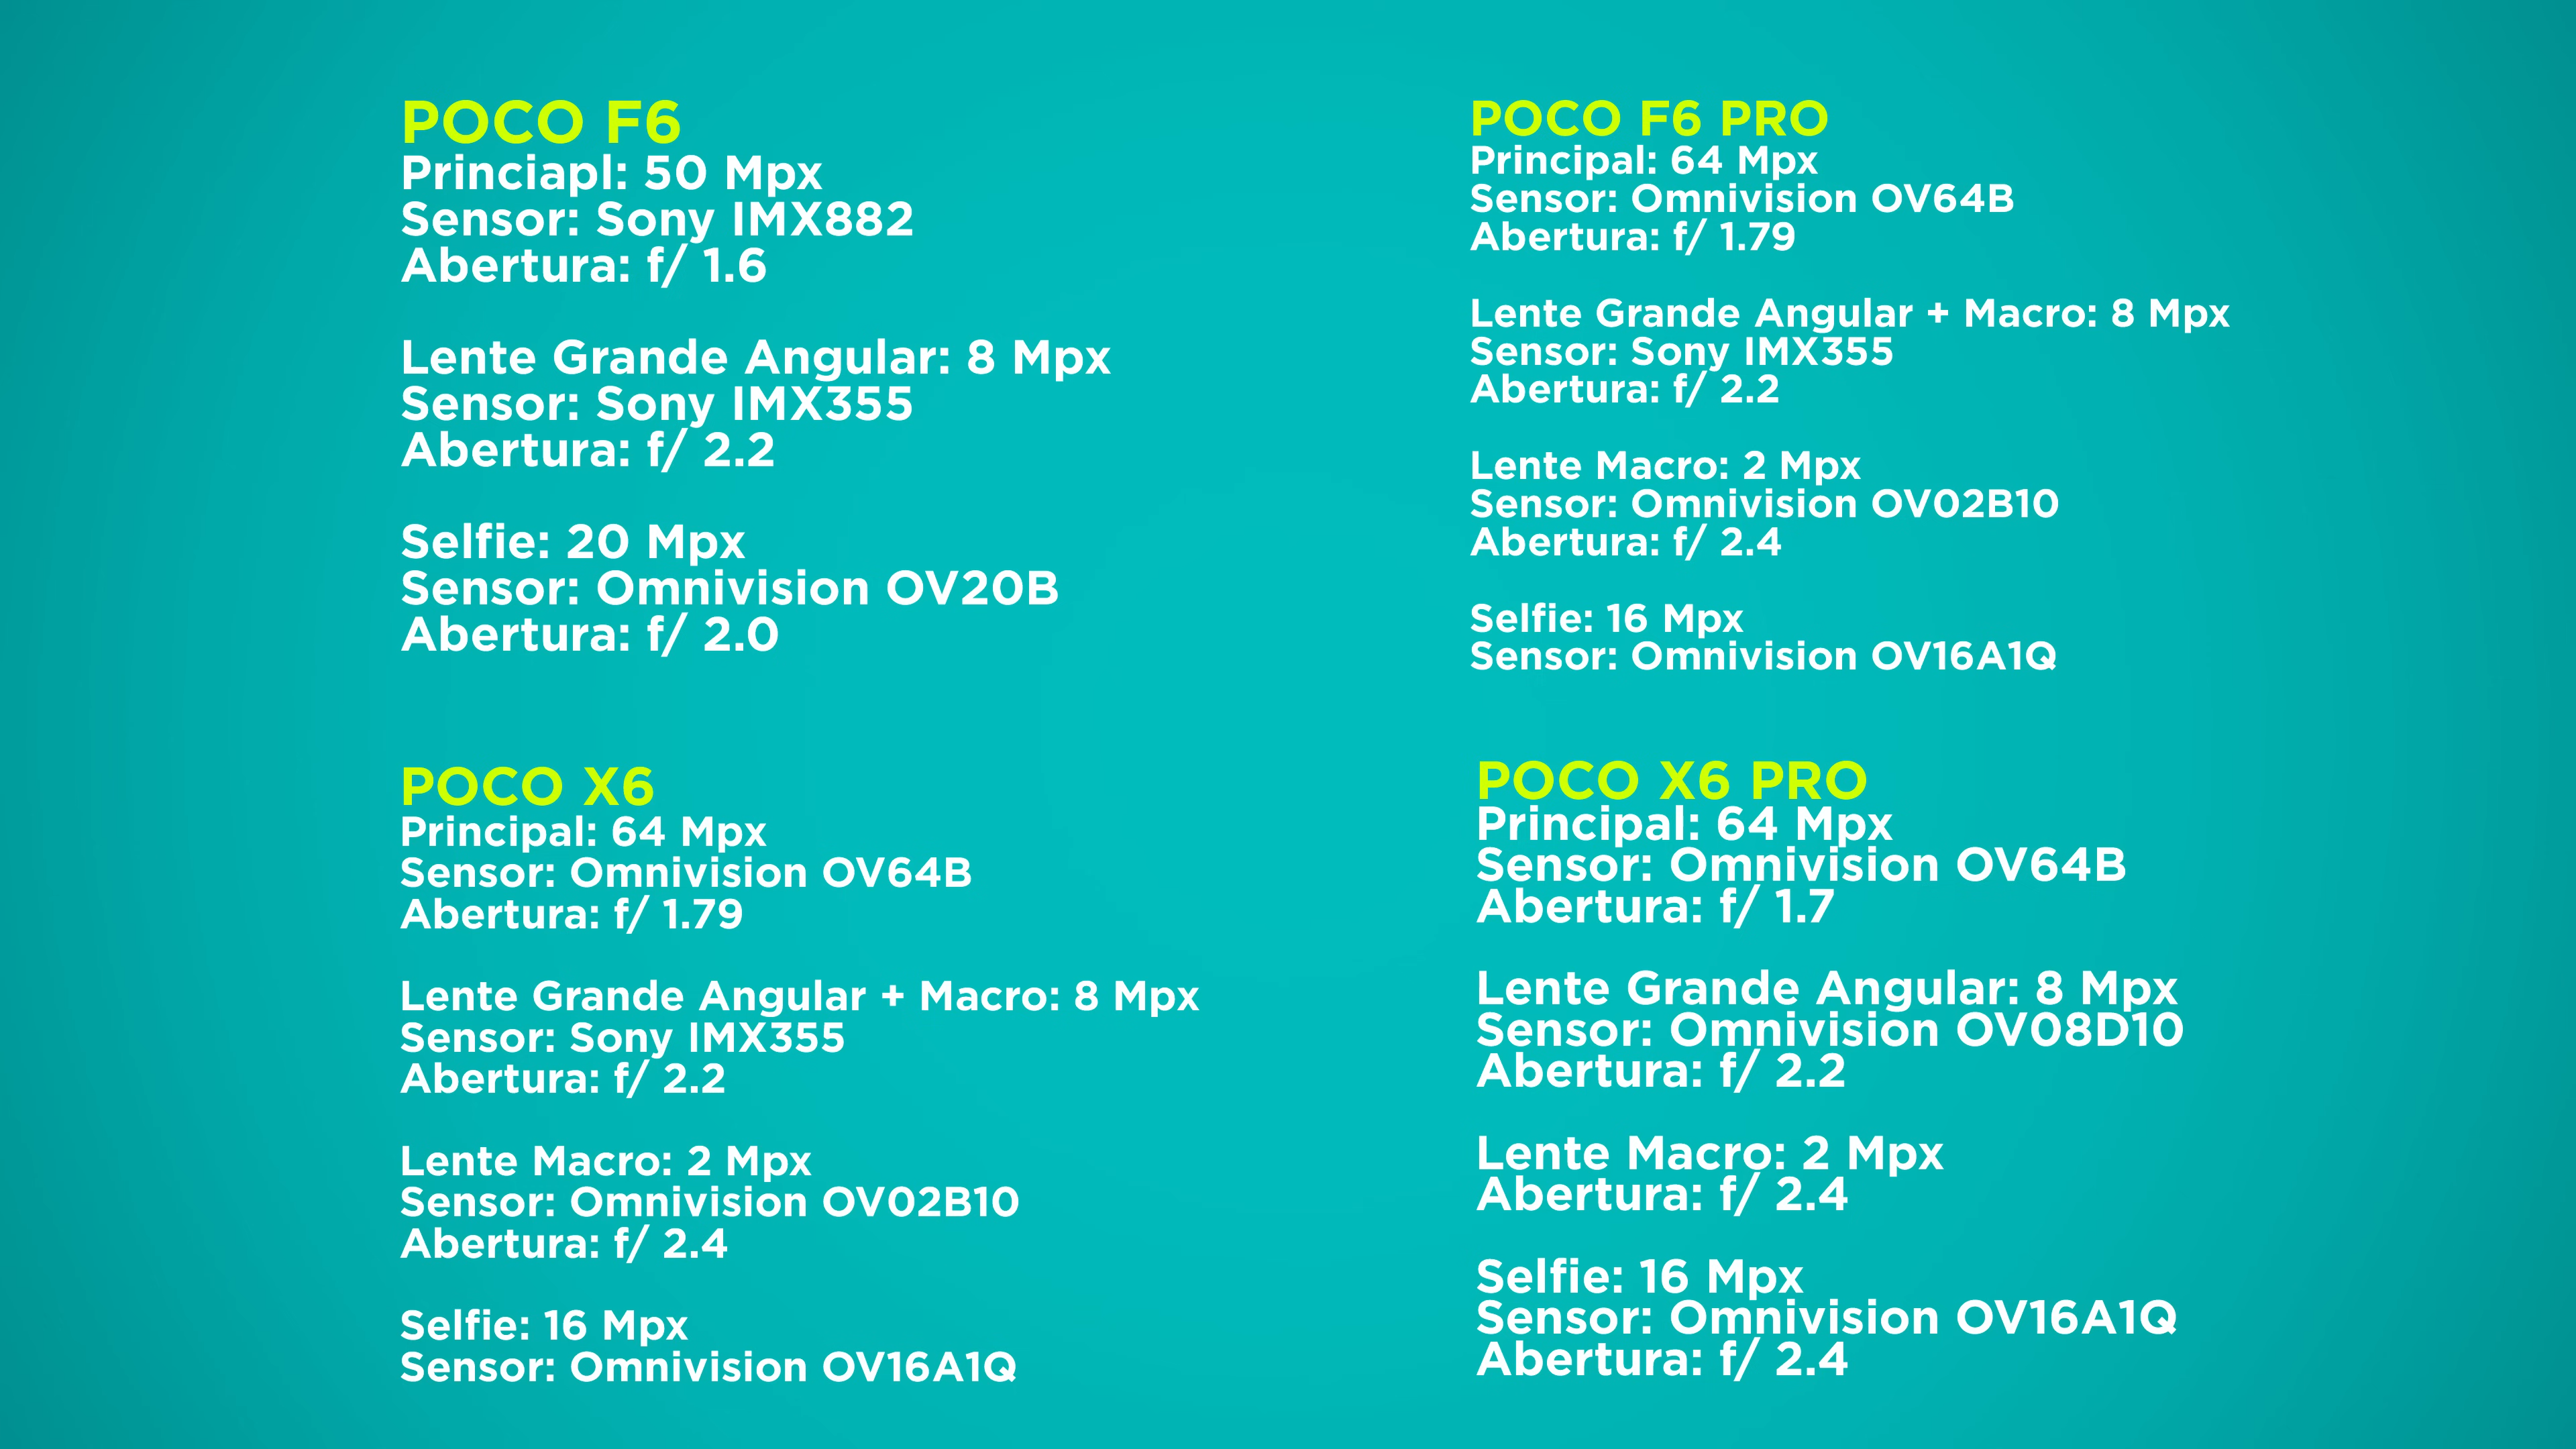 POCO F6
Princiapl: 50 Mpx
Sensor: Sony IMX882
Abertura: f/ 1.6
Lente Grande Angular: 8 Mpx
Sensor: Sony IMX355
Abertura: f/ 2.2
Selfie: 20 Mpx
Sensor: Omnivision OV20B
Abertura: f/ 2.0
POCO F6 PRO
Principal: 64 Mpx
Sensor: Omnivision OV64B
Abertura: f/ 1.79
Lente Grande Angular + Macro: 8 Mpx
Sensor: Sony IMX355
Abertura: f/ 2.2
Lente Macro: 2 Mpx
Sensor: Omnivision OV02B10
Abertura: f/ 2.4
Selfie: 16 Mpx
Sensor: Omnivision OV16A1Q
POCO X6
Principal: 64 Mpx
Sensor: Omnivision OV64B
Abertura: f/ 1.79
Lente Grande Angular + Macro: 8 Mpx
Sensor: Sony IMX355
Abertura: f/ 2.2
Lente Macro: 2 Mpx
Sensor: Omnivision OV02B10
Abertura: f/ 2.4
Selfie: 16 Mpx
Sensor: Omnivision OV16A1Q
POCO X6 PRO
Principal: 64 Mpx
Sensor: Omnivision OV64B
Abertura: f/ 1.7
Lente Grande Angular: 8 Mpx
Sensor: Omnivision OV08D10
Abertura: f/ 2.2
Lente Macro: 2 Mpx
Abertura: f/ 2.4
Selfie: 16 Mpx
Sensor: Omnivision OV16A1Q
Abertura: f/ 2.4